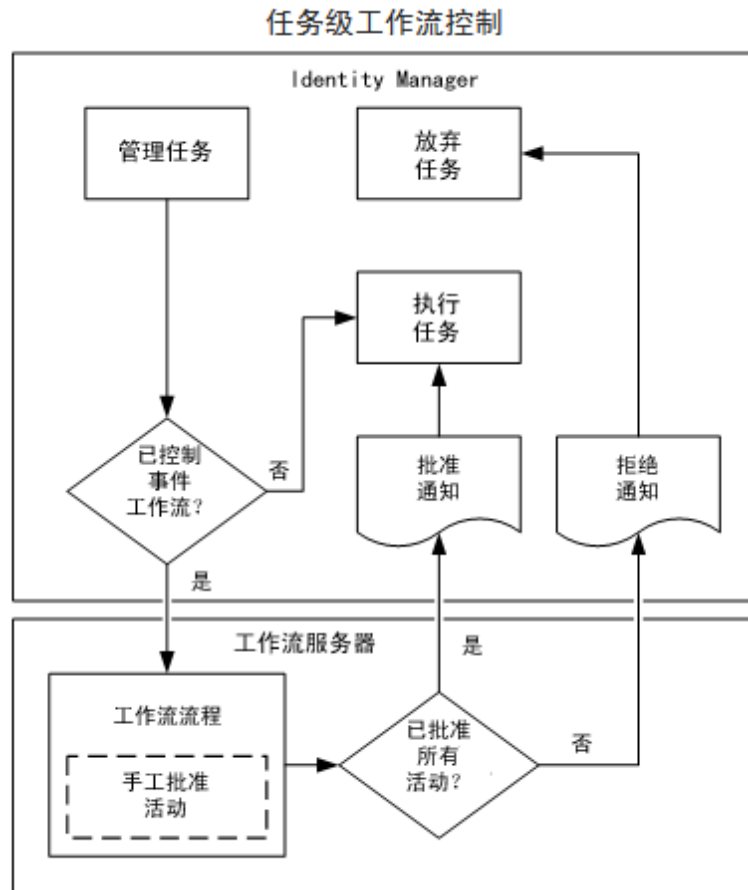 任务级工作流控制
Identity Manager
管理任务
放弃
任务
执行
任务
已控制
事件
工作流?
否
批准
通知
拒绝
通知
是
工作流服务器
是
工作流流程
手工批准
活动
已批准
所有
活动?
否